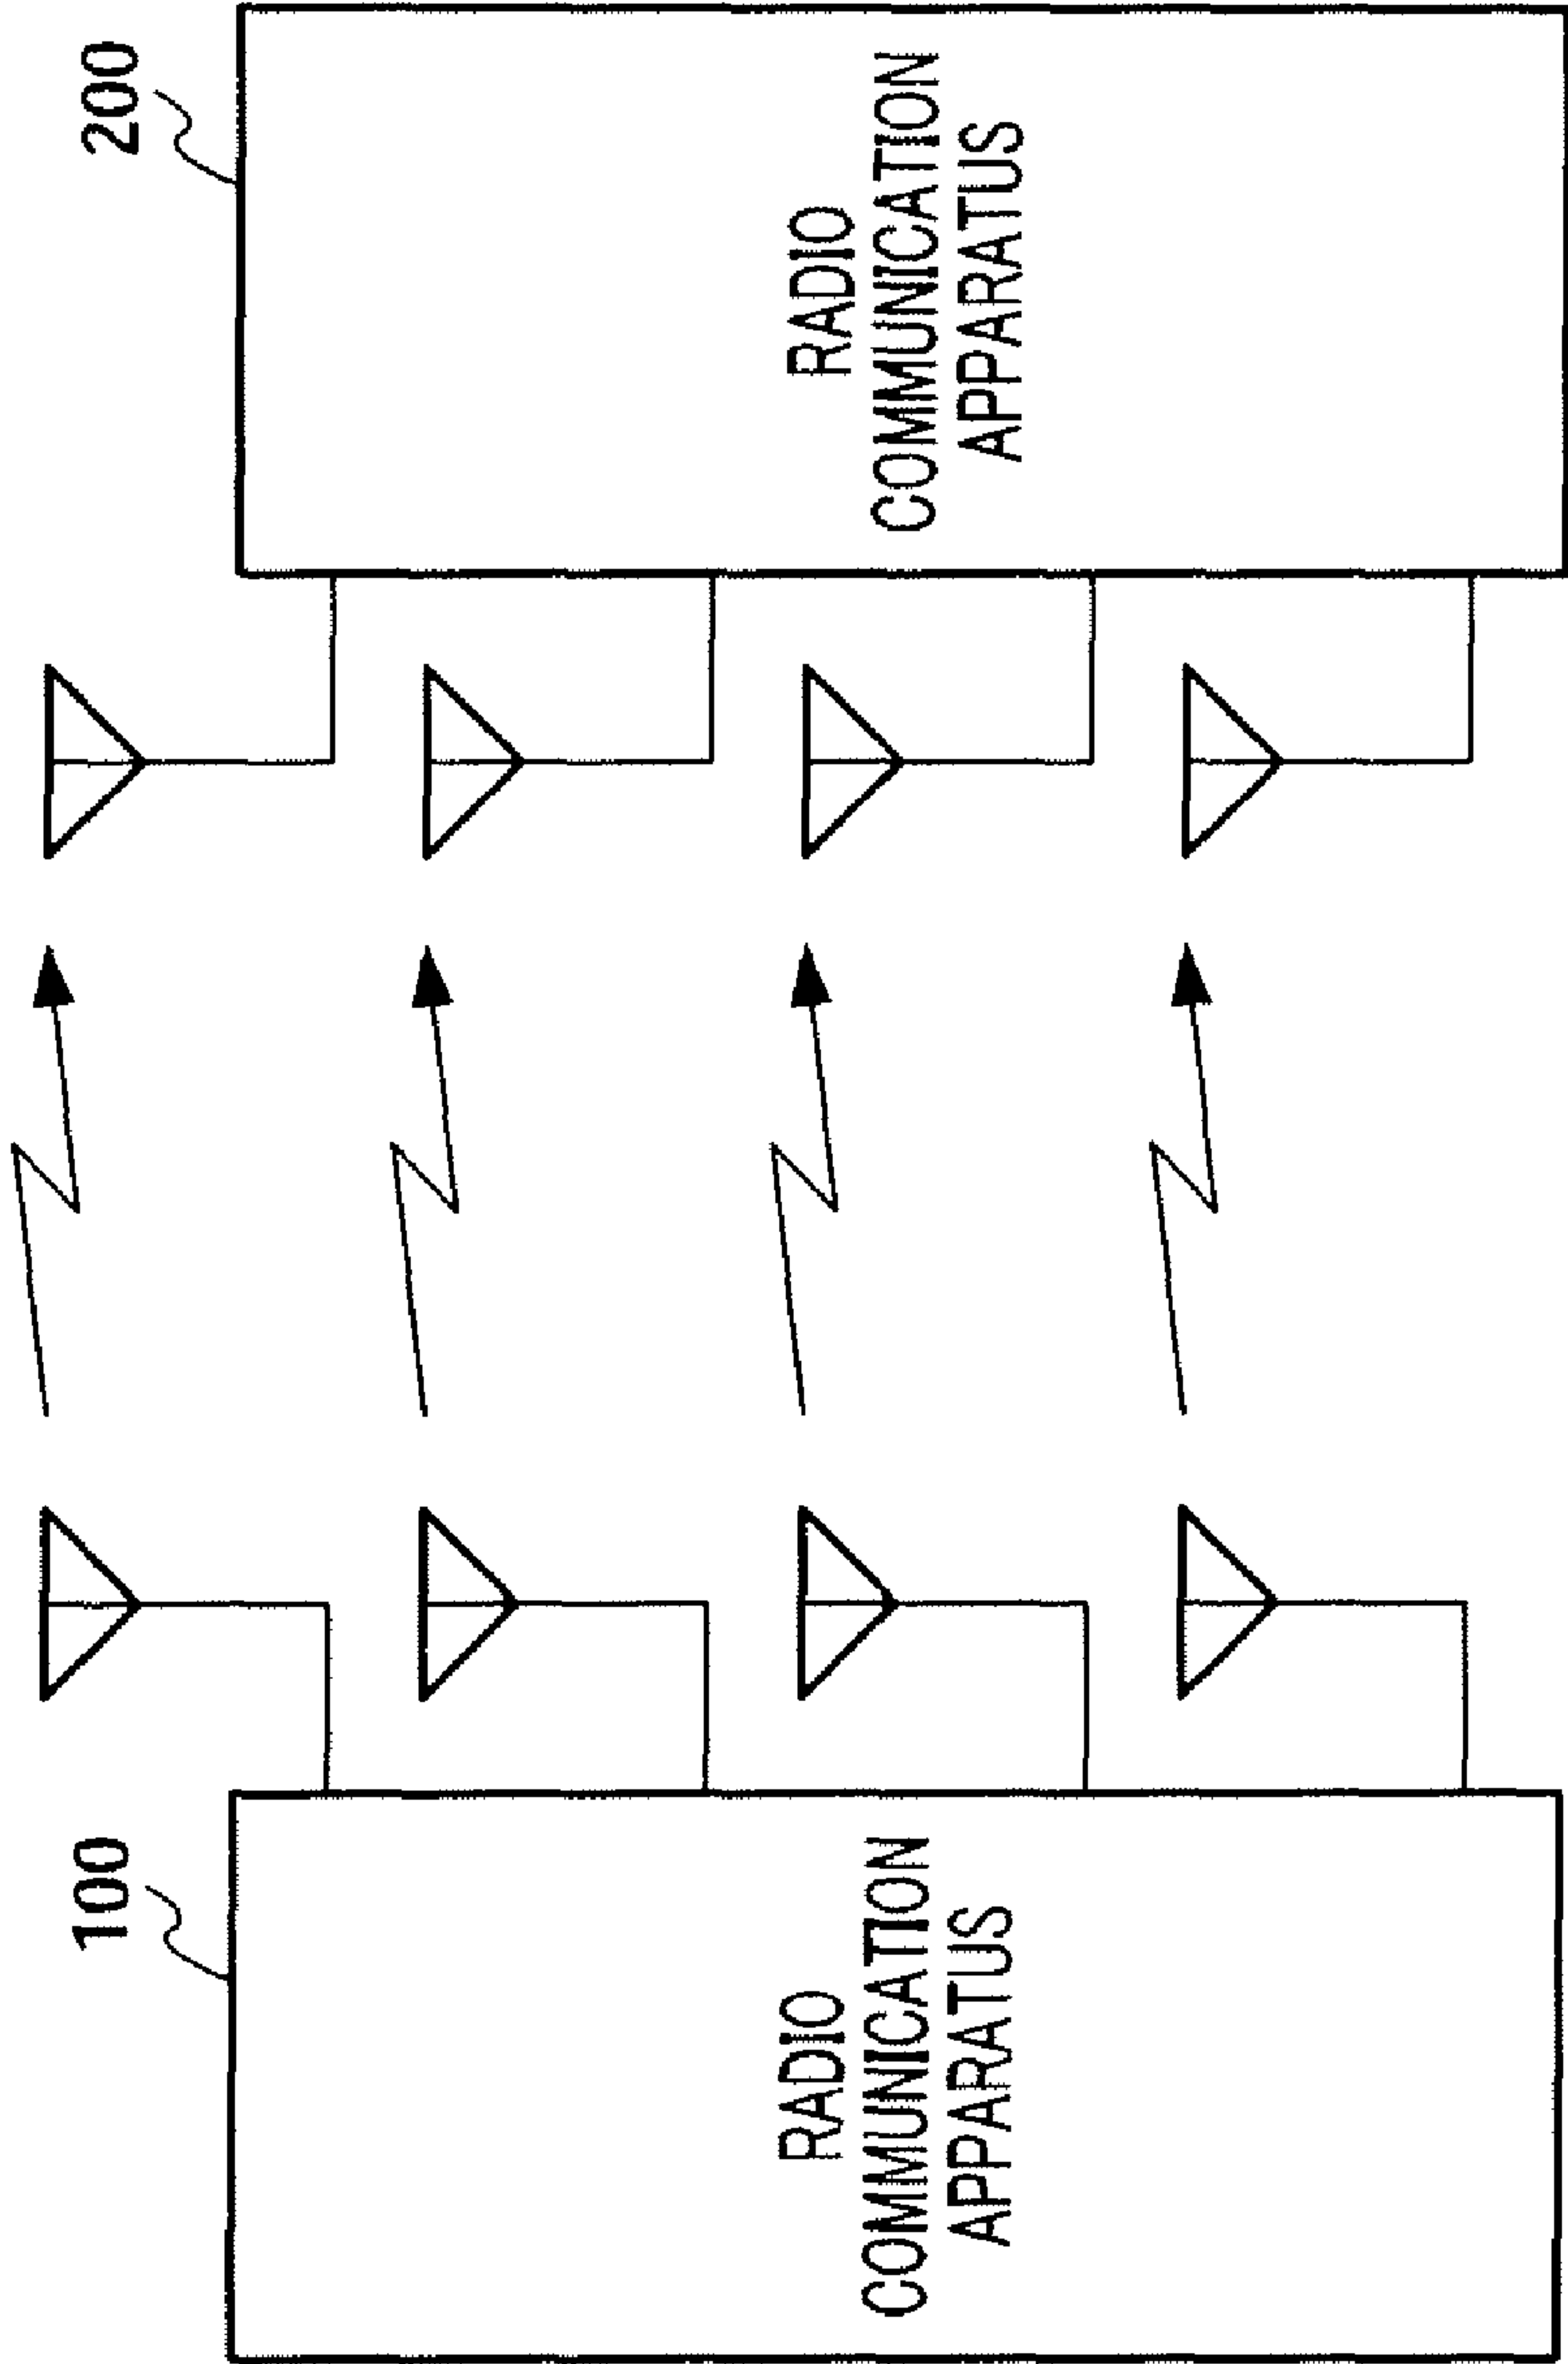 100
RADIO
COMMUNICATION
APPARATUS
200
RADIO
COMMUNICATION
APPARATUS